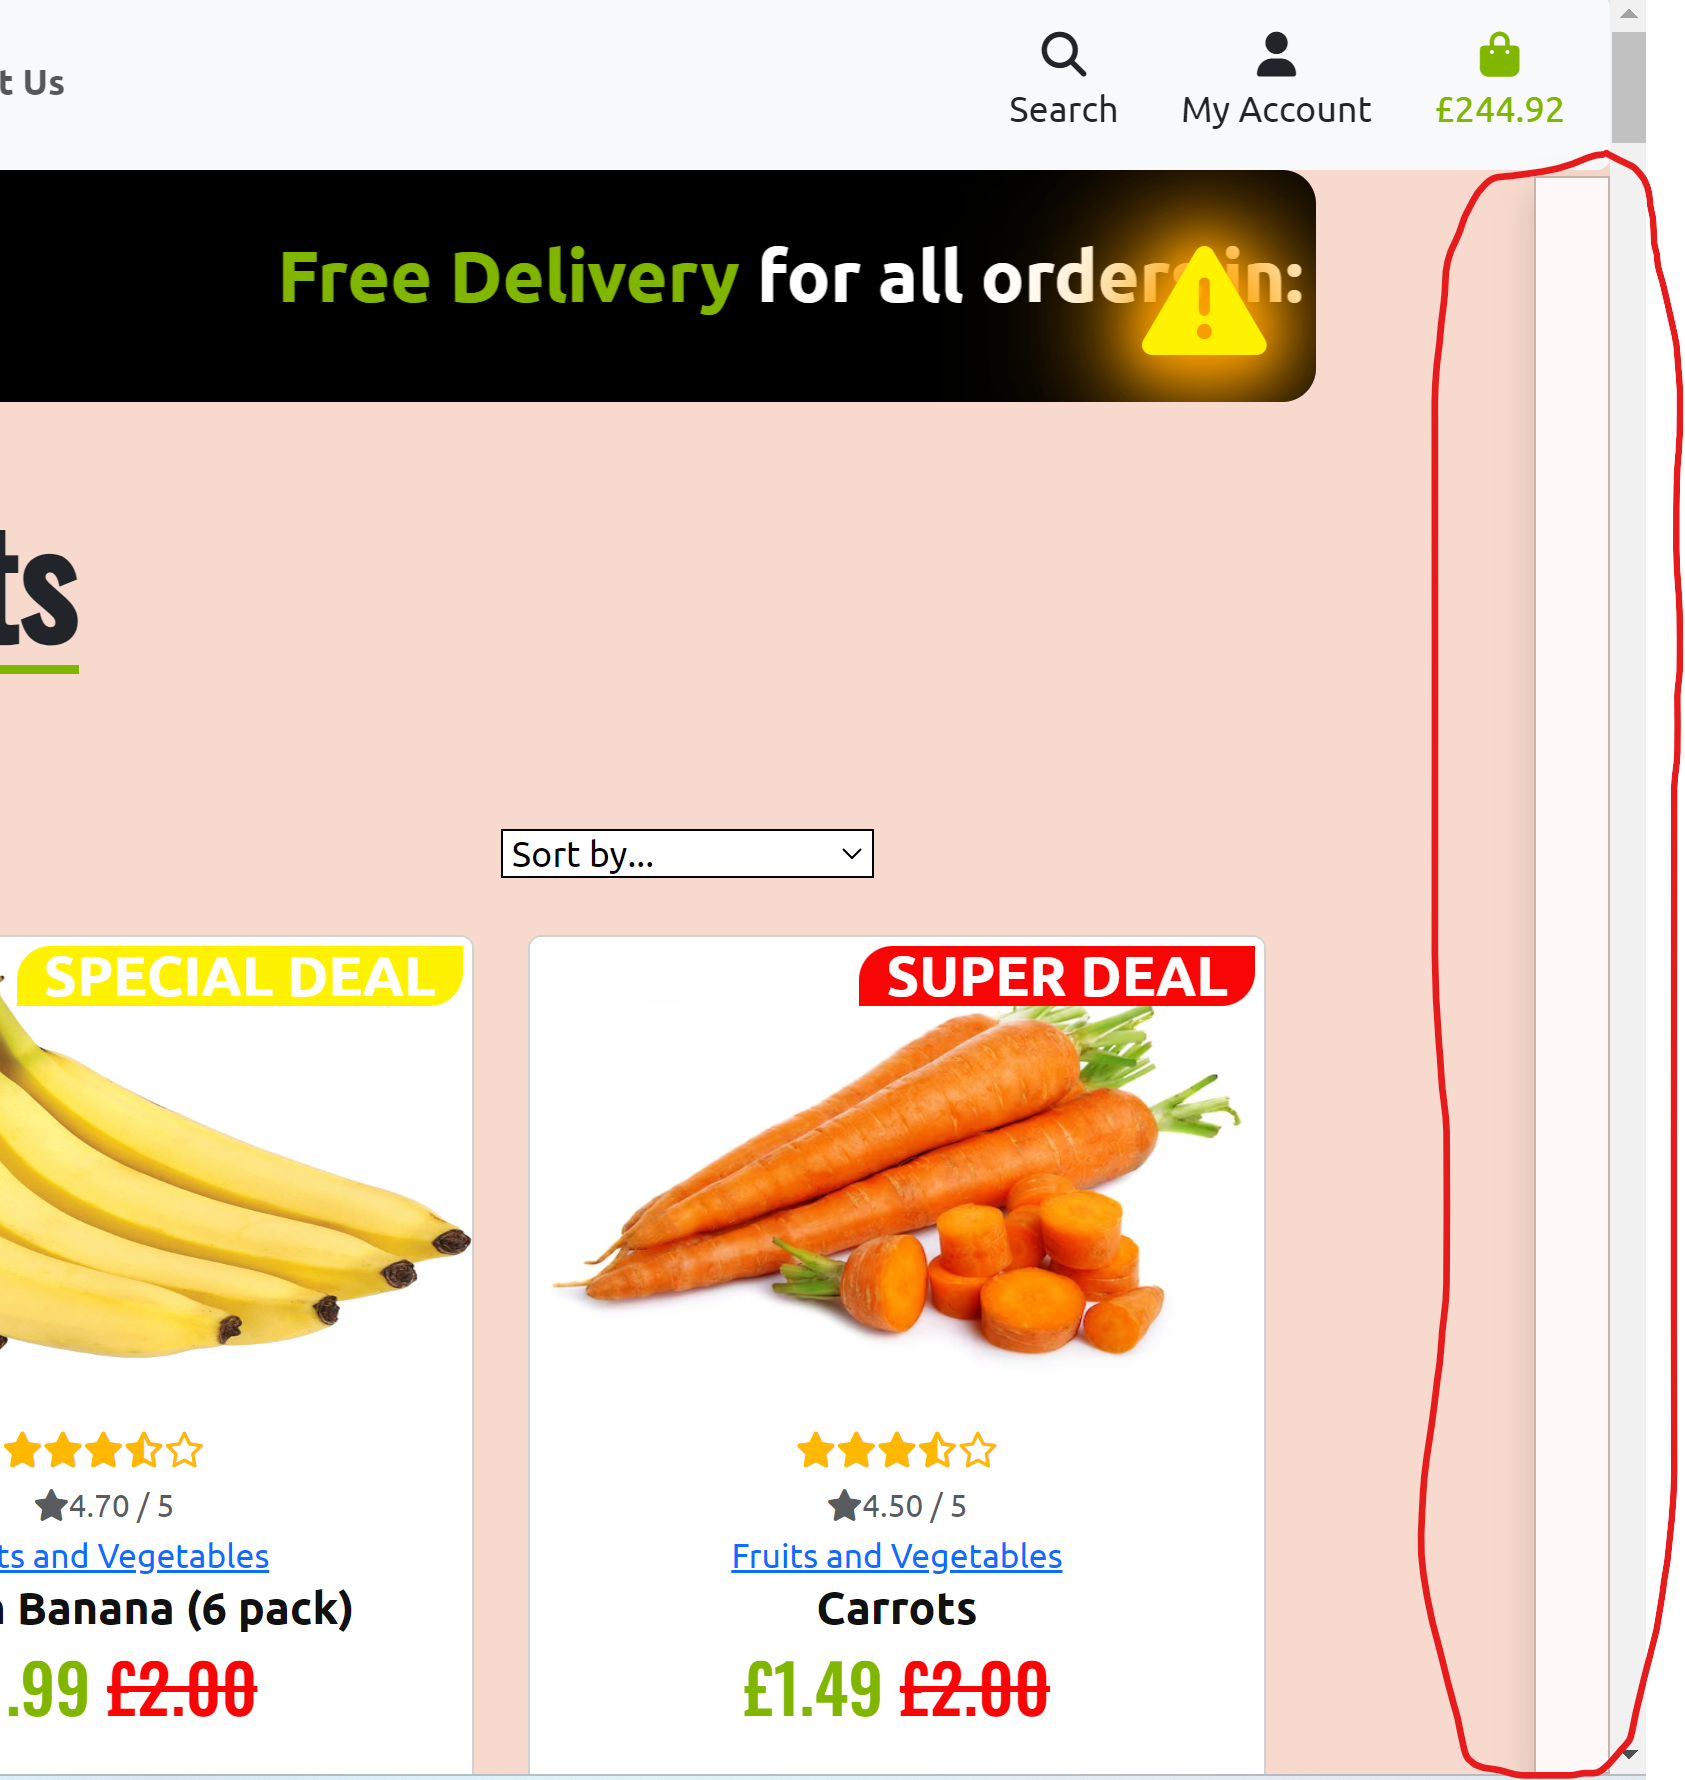 t Us
Search
My Account
£244.92
Free Delivery for all orders in:
ts
Sort by...
SPECIAL DEAL
SUPER DEAL
4.70 / 5
4.50 / 5
ts and Vegetables
Fruits and Vegetables
Banana (6 pack)
Carrots
.99 £2.00
£1.49 £2.00